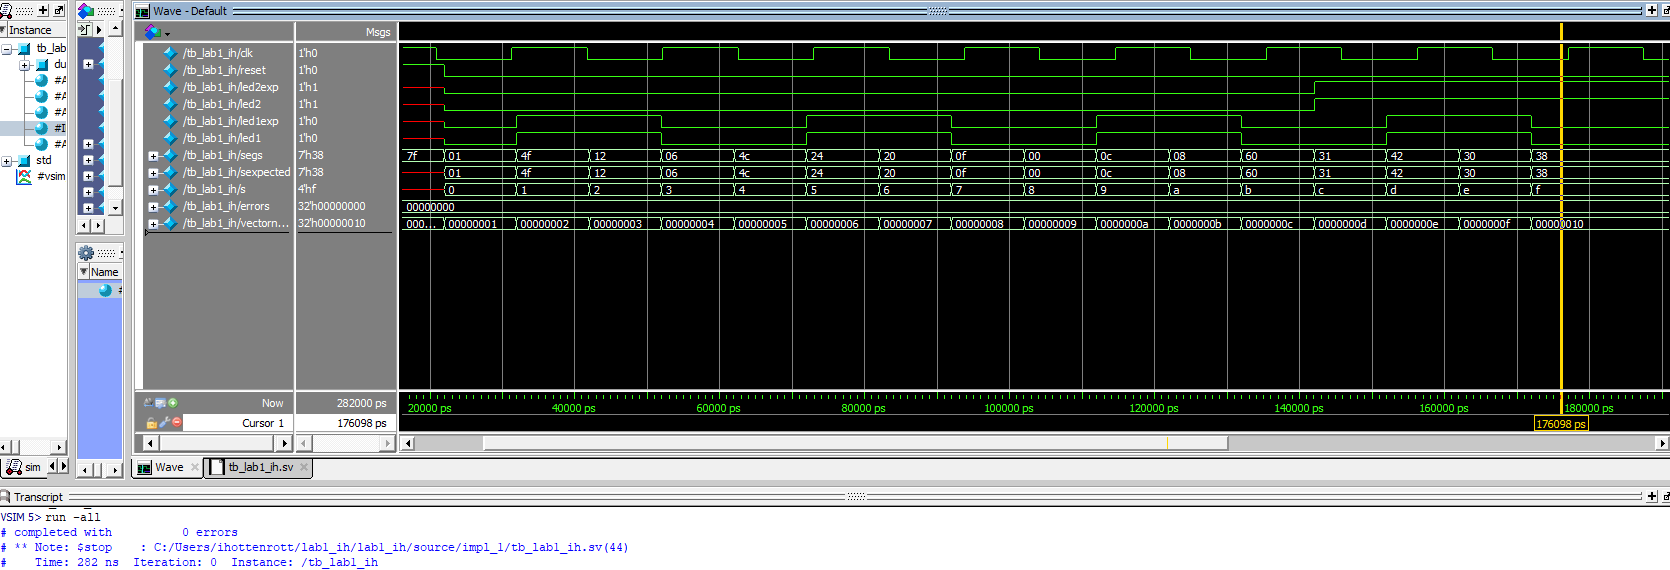 Wave - Default
Instance
Msgs
tb_lab
/tb_lab1_ih/clk 1'h0
du
/tb_lab1_ih/reset 1'h0
#A
/tb_lab1_ih/led2exp 1'h1
#A
/tb_lab1_ih/led2 1'h1
#A
/tb_lab1_ih/led1exp 1'h0
#I
/tb_lab1_ih/led1 1'h0
#A
/tb_lab1_ih/segs 7'h38 7f 01 4f 12 06 4c 24 20 0f 00 0c 08 60 31 42 30 38
std
/tb_lab1_ih/sexpected 7'h38 01 4f 12 06 4c 24 20 0f 00 0c 08 60 31 42 30 38
#vsim
/tb_lab1_ih/s 4'hf 0 1 2 3 4 5 6 7 8 9 a b c d e f
/tb_lab1_ih/errors 32'h00000000 00000000
/tb_lab1_ih/vectorn... 32'h00000010 000... 00000001 00000002 00000003 00000004 00000005 00000006 00000007 00000008 00000009 0000000a 0000000b 0000000c 0000000d 0000000e 0000000f 00000010
Name
#
Now 282000 ps 20000 ps 40000 ps 60000 ps 80000 ps 100000 ps 120000 ps 140000 ps 160000 ps 180000 ps
Cursor 1 176098 ps 176098 ps
sim
Wave tb_lab1_ih.sv
Transcript
VSIM 5> run -all
# completed with 0 errors
# ** Note: $stop : C:/Users/ihottenrott/lab1_ih/lab1_ih/source/impl_1/tb_lab1_ih.sv(44)
# Time: 282 ns Iteration: 0 Instance: /tb_lab1_ih